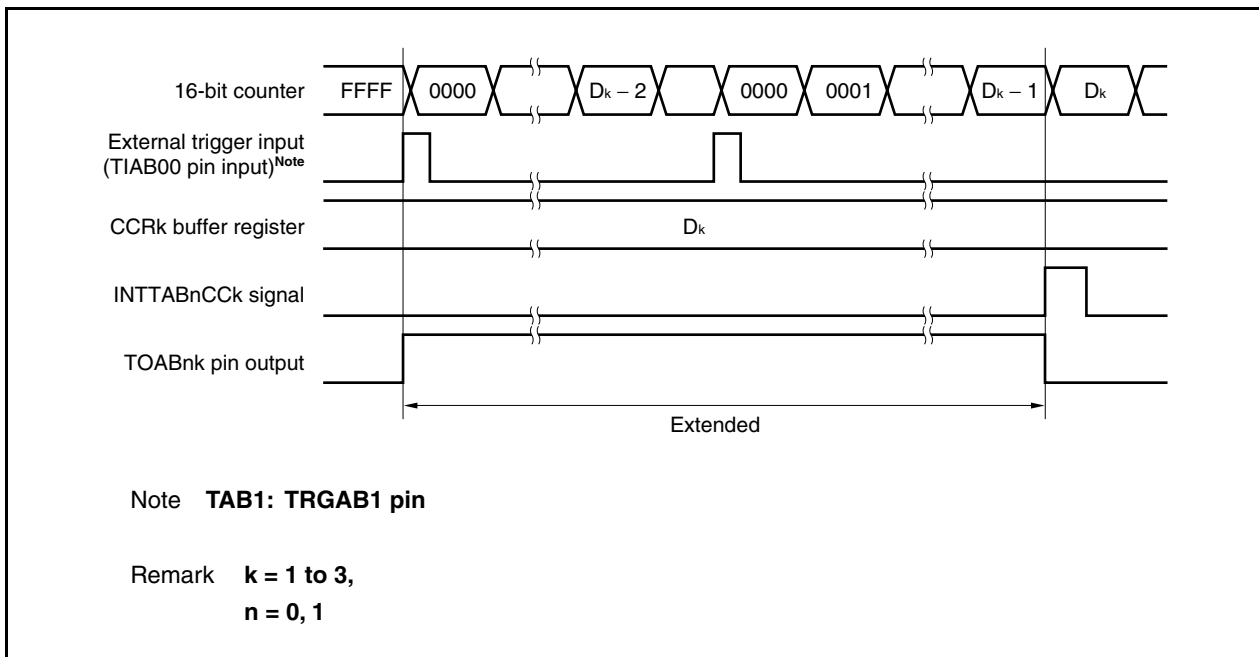 16-bit counter FFFF 0000 Dk − 2 0000 0001 Dk − 1 Dk
External trigger input
(TIAB00 pin input)Note
CCRk buffer register Dk
INTTABnCCk signal
TOABnk pin output
Extended
Note TAB1: TRGAB1 pin
Remark k = 1 to 3,
n = 0, 1